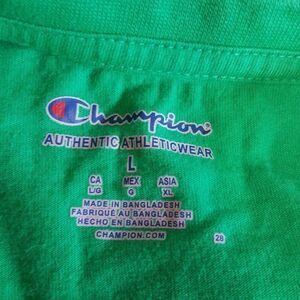 Champion
AUTHENTIC ATHLETICWEAR
L
CA MEX ASIA
L/G G XL
MADE IN BANGLADESH
FABRIQUÉ AU BANGLADESH
HECHO EN BANGLADESH
CHAMPION.COM
28